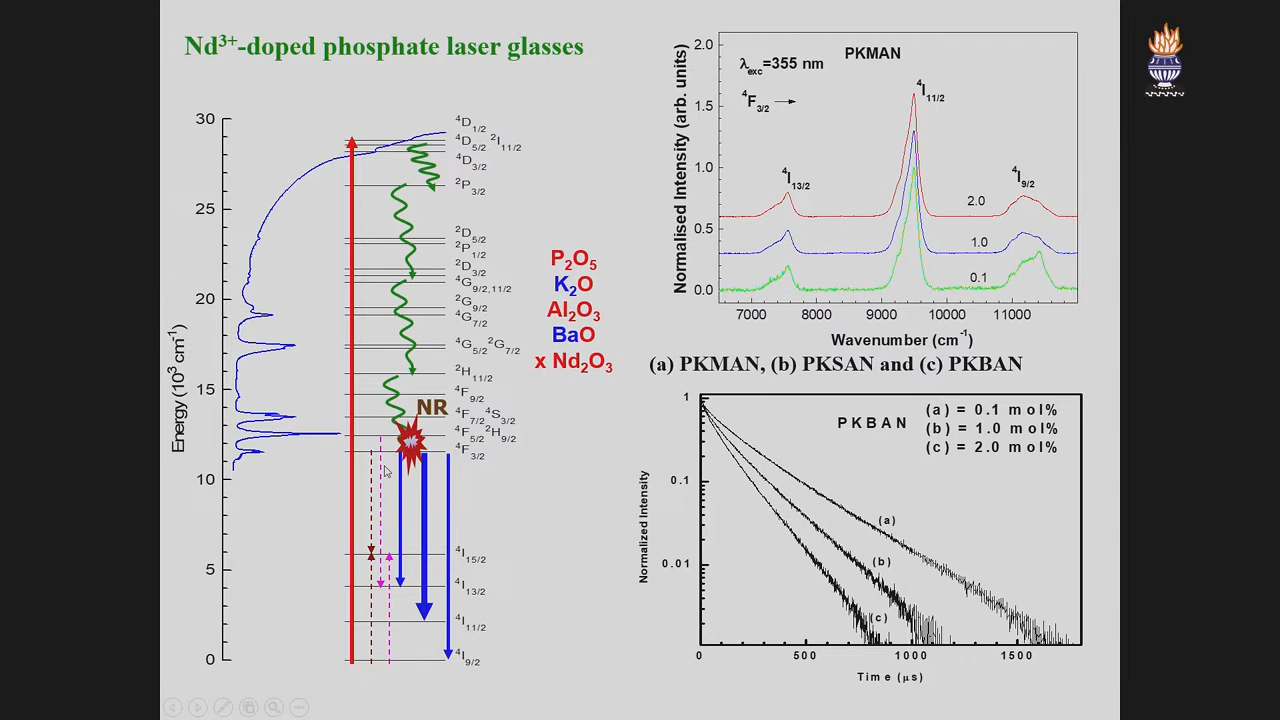 Nd³⁺-doped phosphate laser glasses
Energy (10³ cm⁻¹)
30
25
20
15
10
5
0
⁴D₁/₂
⁴D₅/₂ ²I₁₁/₂
⁴D₃/₂
²P₃/₂
²D₅/₂
²P₁/₂
²D₃/₂
⁴G₉/₂,₁₁/₂
²G₉/₂
⁴G₇/₂
⁴G₅/₂ ²G₇/₂
²H₁₁/₂
⁴F₉/₂
NR
⁴F₇/₂ ⁴S₃/₂
⁴F₅/₂ ²H₉/₂
⁴F₃/₂
⁴I₁₅/₂
⁴I₁₃/₂
⁴I₁₁/₂
⁴I₉/₂
P₂O₅
K₂O
Al₂O₃
BaO
x Nd₂O₃
Normalised Intensity (arb. units)
2.0
1.5
1.0
0.5
0.0
λexc=355 nm
PKMAN
⁴F₃/₂
⁴I₁₁/₂
⁴I₁₃/₂
⁴I₉/₂
2.0
1.0
0.1
7000 8000 9000 10000 11000
Wavenumber (cm⁻¹)
(a) PKMAN, (b) PKSAN and (c) PKBAN
Normalized Intensity
1
0.1
0.01
PKBAN
(a) = 0.1 mol%
(b) = 1.0 mol%
(c) = 2.0 mol%
(a)
(b)
(c)
0 500 1000 1500
Time (μs)